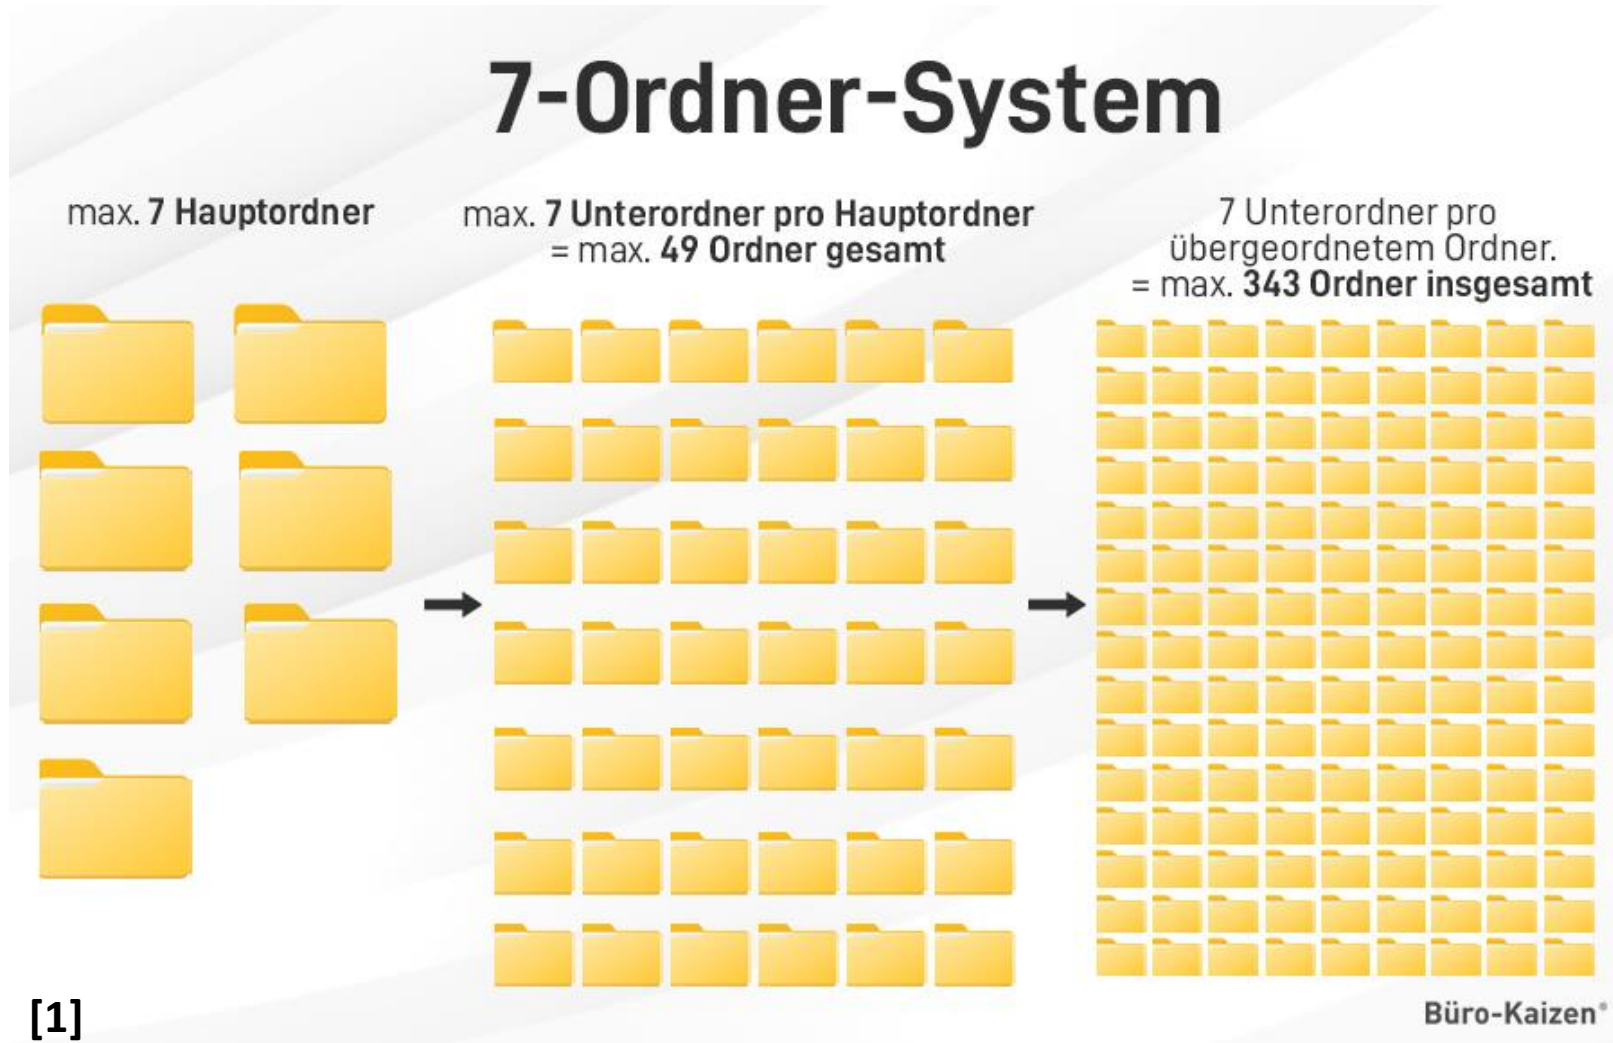 7-Ordner-System
max. 7 Hauptordner
max. 7 Unterordner pro Hauptordner
= max. 49 Ordner gesamt
7 Unterordner pro
übergeordnetem Ordner.
= max. 343 Ordner insgesamt
[1]
Büro-Kaizen®